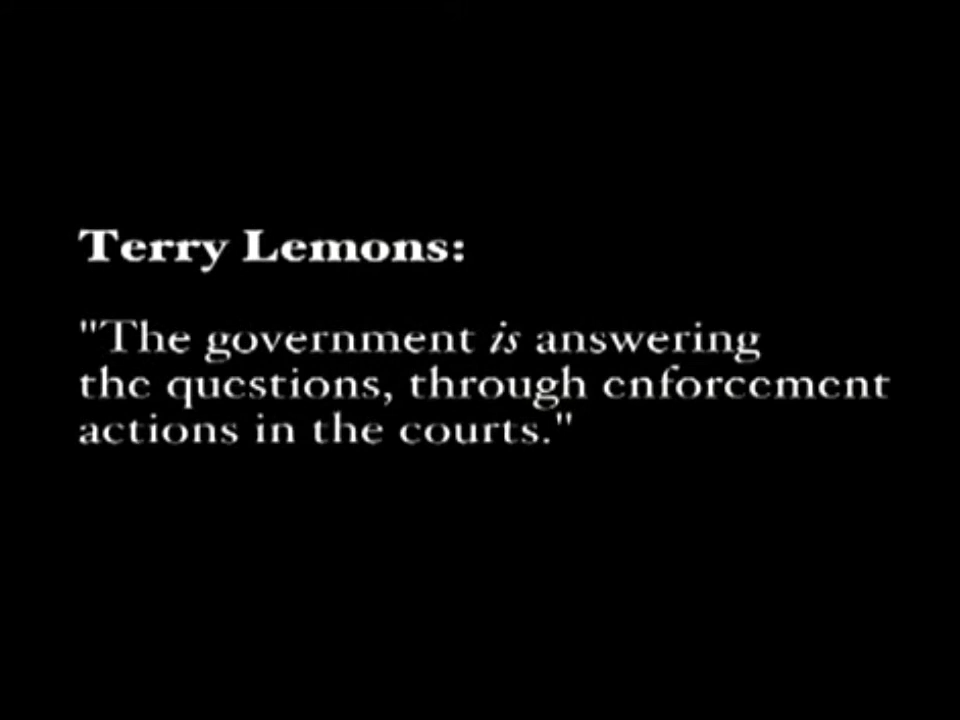 Terry Lemons:
"The government is answering
the questions, through enforcement
actions in the courts."